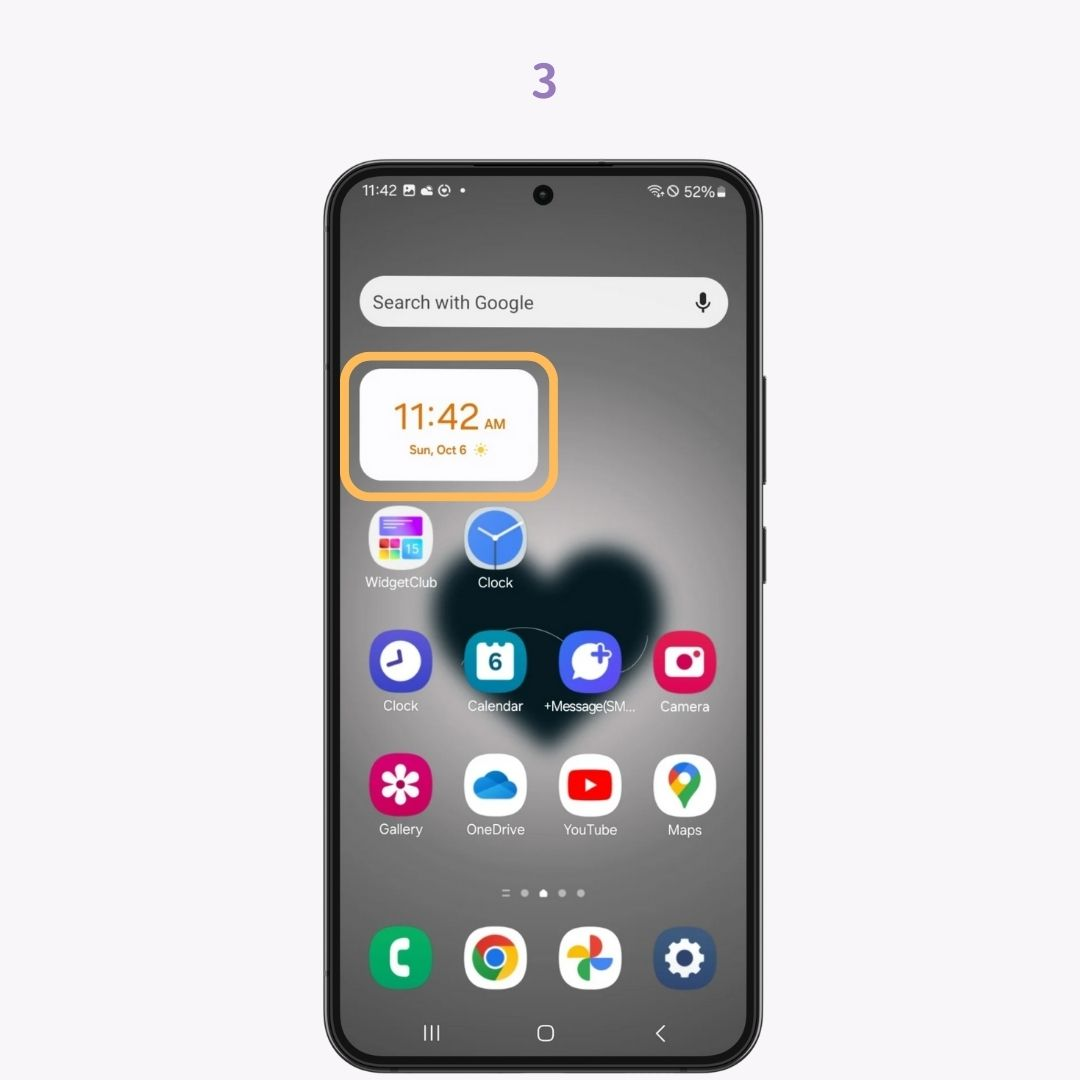 3
11:42
52%
Search with Google
11:42 AM
Sun, Oct 6
15
WidgetClub
Clock
6
Clock
Calendar
+Message(SM...
Camera
Gallery
OneDrive
YouTube
Maps